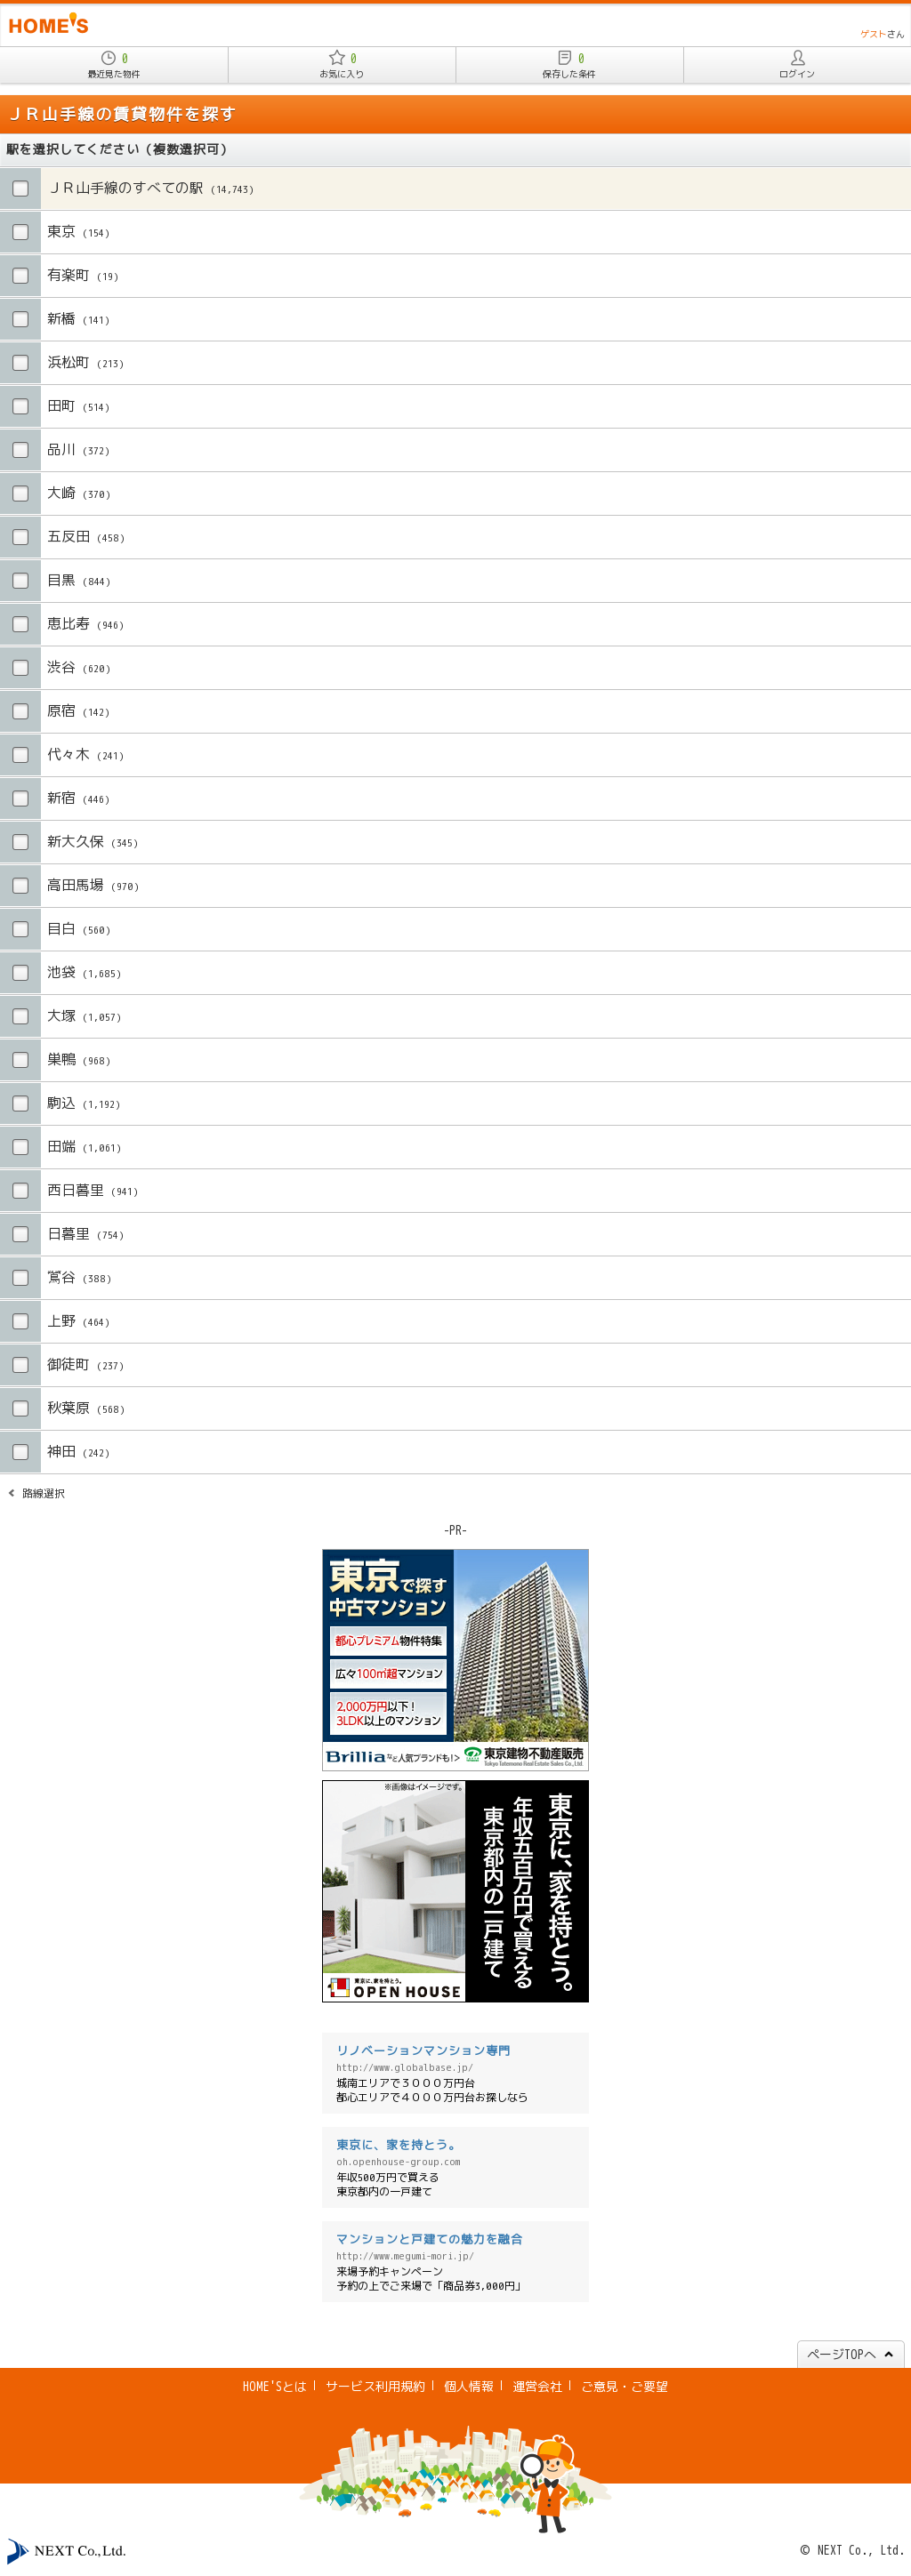 HOME'S
ゲストさん
0
最近見た物件
0
お気に入り
0
保存した条件
ログイン
ＪＲ山手線の賃貸物件を探す
駅を選択してください（複数選択可）
ＪＲ山手線のすべての駅 (14,743)
東京 (154)
有楽町 (19)
新橋 (141)
浜松町 (213)
田町 (514)
品川 (372)
大崎 (370)
五反田 (458)
目黒 (844)
恵比寿 (946)
渋谷 (620)
原宿 (142)
代々木 (241)
新宿 (446)
新大久保 (345)
高田馬場 (970)
目白 (560)
池袋 (1,685)
大塚 (1,057)
巣鴨 (968)
駒込 (1,192)
田端 (1,061)
西日暮里 (941)
日暮里 (754)
鴬谷 (388)
上野 (464)
御徒町 (237)
秋葉原 (568)
神田 (242)
路線選択
-PR-
東京で探す
中古マンション
都心プレミアム物件特集
広々100㎡超マンション
2,000万円以下！
3LDK以上のマンション
Brillia など人気ブランドも！> 東京建物不動産販売
Tokyo Tatemono Real Estate Sales Co.,Ltd.
※画像はイメージです。
東京に、家を持とう。
年収五百万円で買える
東京都内の一戸建て
東京に、家を持とう。
OPEN HOUSE
リノベーションマンション専門
http://www.globalbase.jp/
城南エリアで３０００万円台
都心エリアで４０００万円台お探しなら
東京に、家を持とう。
oh.openhouse-group.com
年収500万円で買える
東京都内の一戸建て
マンションと戸建ての魅力を融合
http://www.megumi-mori.jp/
来場予約キャンペーン
予約の上でご来場で「商品券3,000円」
ページTOPへ
HOME'Sとは | サービス利用規約 | 個人情報 | 運営会社 | ご意見・ご要望
NEXT Co., Ltd.
© NEXT Co., Ltd.